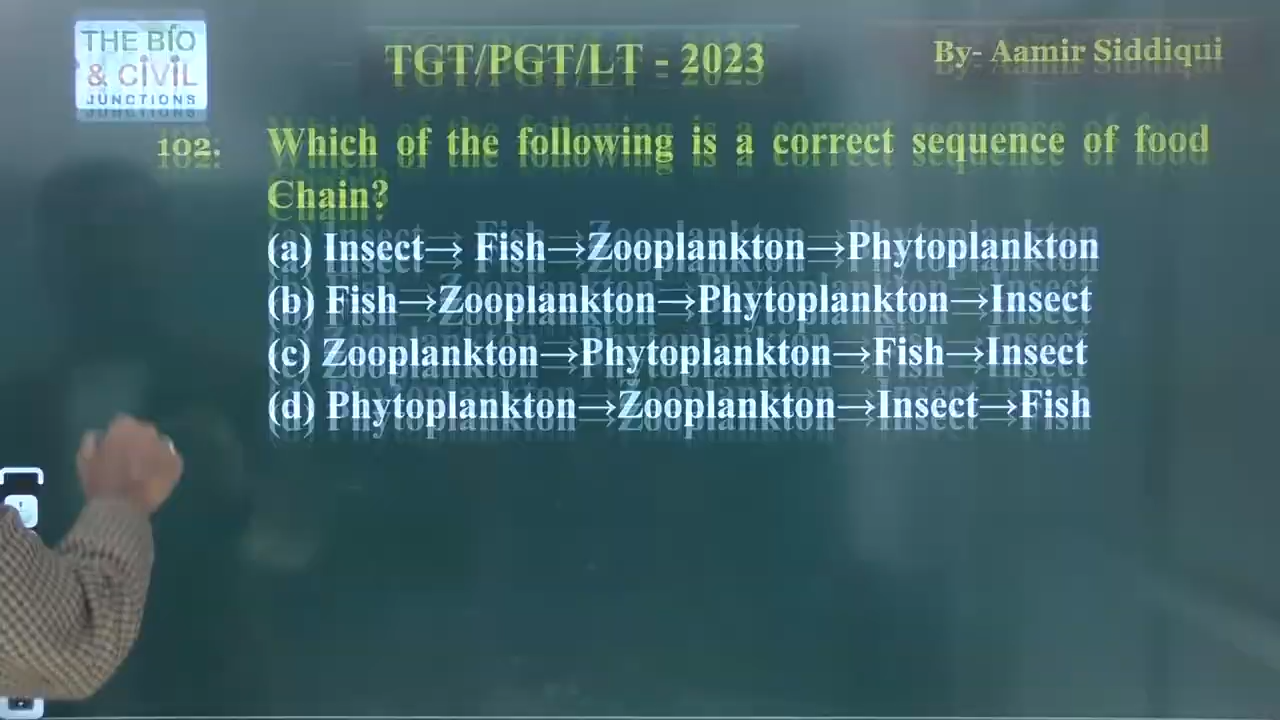 THE BIO
& CIVIL
JUNCTIONS
TGT/PGT/LT - 2023
By- Aamir Siddiqui
102. Which of the following is a correct sequence of food
Chain?
(a) Insect→ Fish→Zooplankton→Phytoplankton
(b) Fish→Zooplankton→Phytoplankton→Insect
(c) Zooplankton→Phytoplankton→Fish→Insect
(d) Phytoplankton→Zooplankton→Insect→Fish